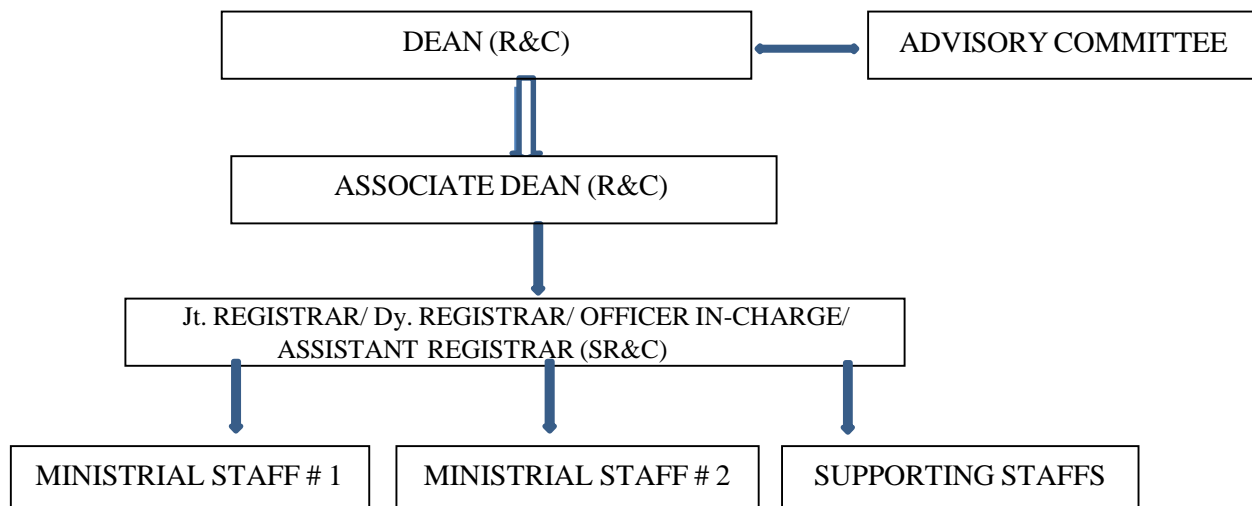 DEAN (R&C)
ADVISORY COMMITTEE
ASSOCIATE DEAN (R&C)
Jt. REGISTRAR/ Dy. REGISTRAR/ OFFICER IN-CHARGE/
ASSISTANT REGISTRAR (SR&C)
MINISTRIAL STAFF # 1
MINISTRIAL STAFF # 2
SUPPORTING STAFFS